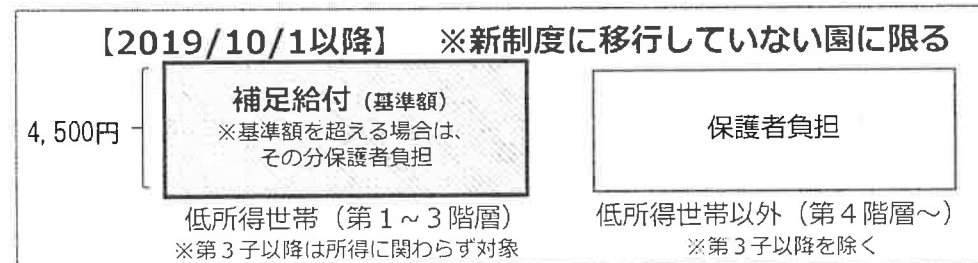 【2019/10/1以降】 ※新制度に移行していない園に限る
4,500円
補足給付(基準額)
※基準額を超える場合は、
その分保護者負担
低所得世帯(第1~3階層)
※第3子以降は所得に関わらず対象
保護者負担
低所得世帯以外(第4階層~)
※第3子以降を除く